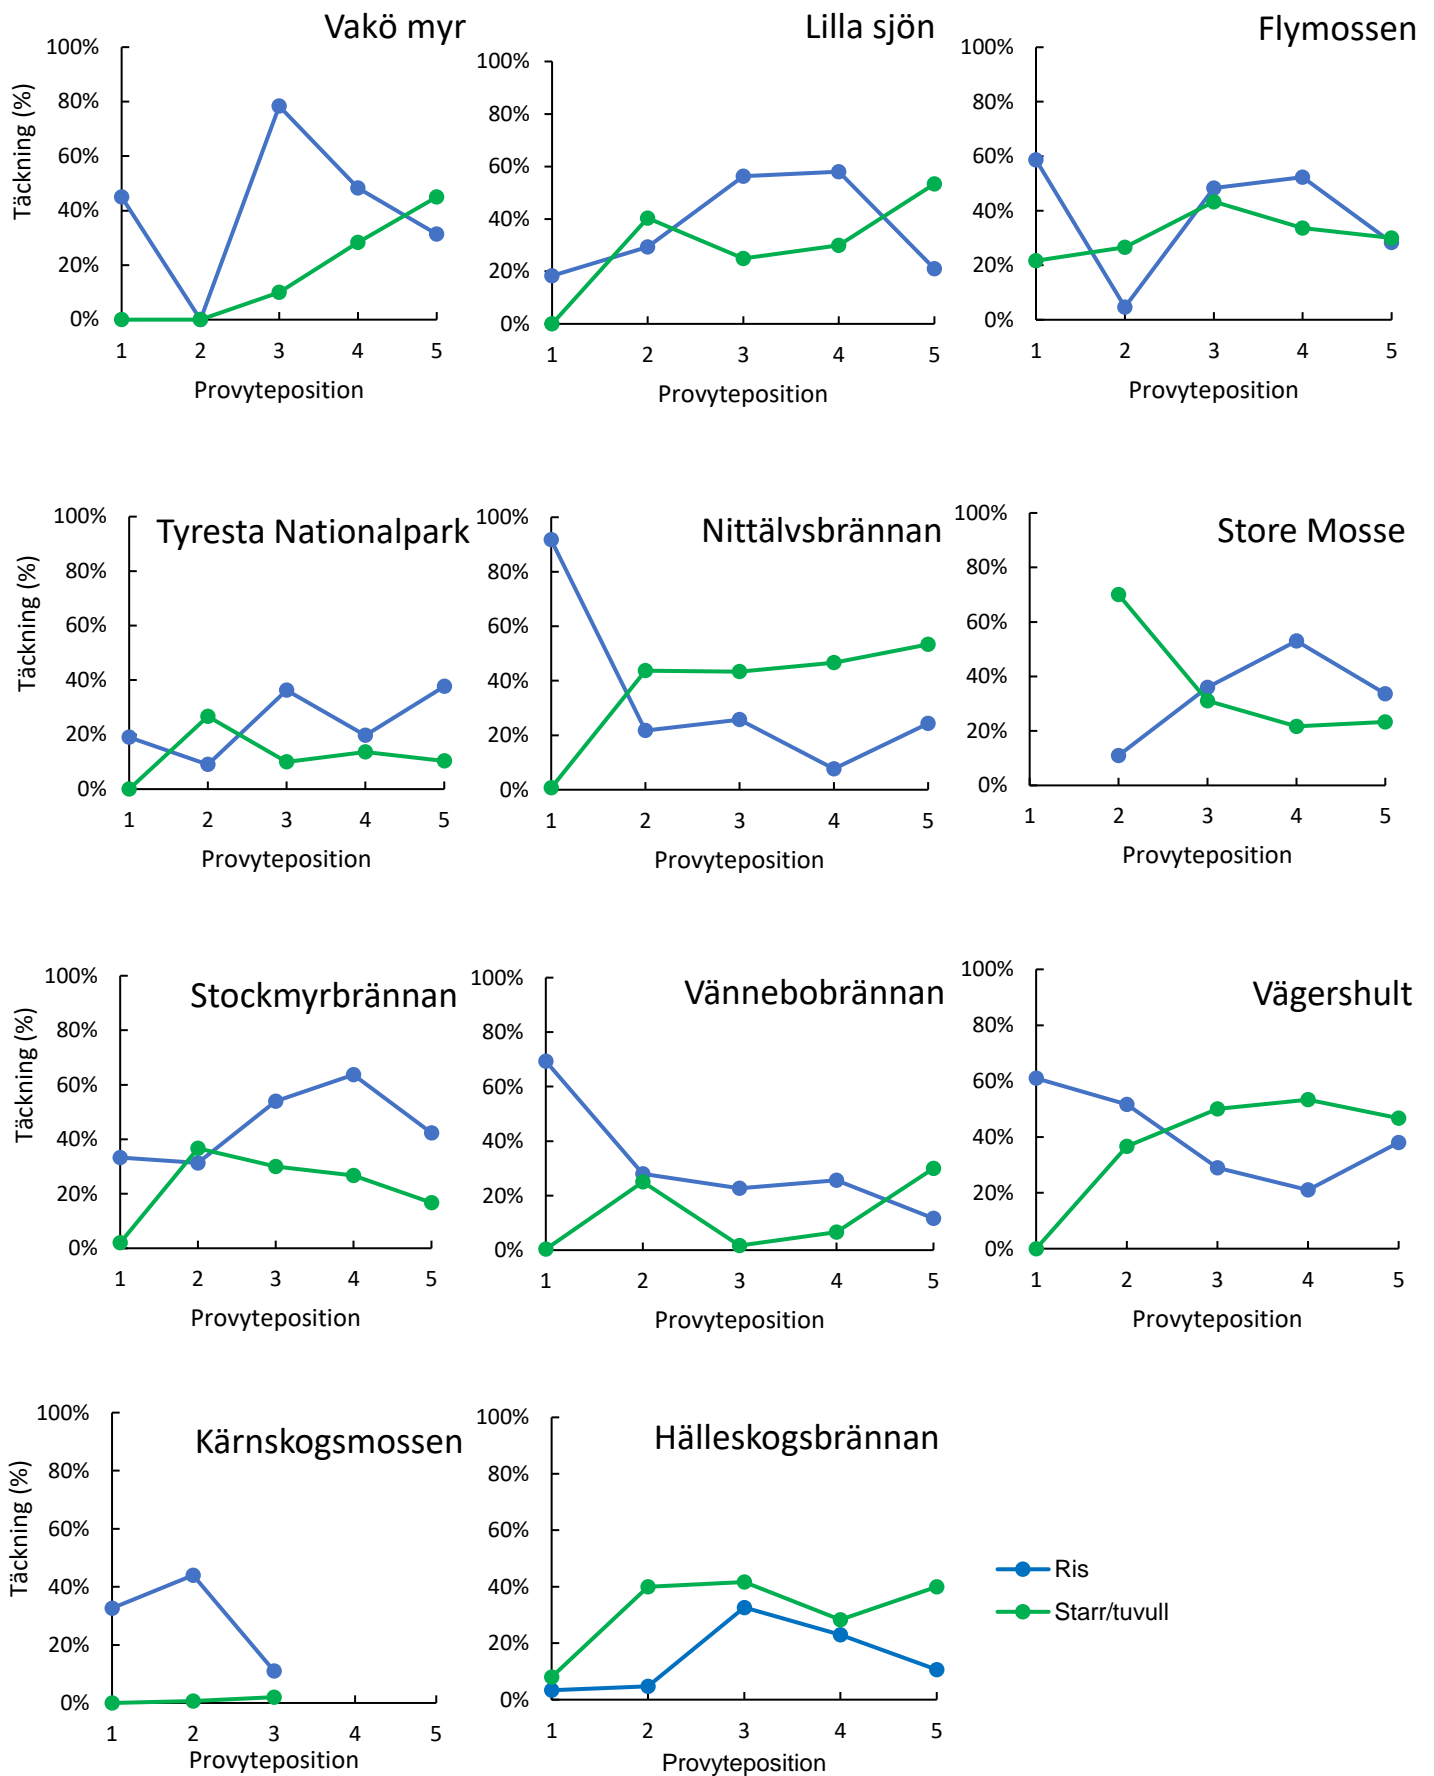 Vakö myr
Täckning (%)
100%
80%
60%
40%
20%
0%
1 2 3 4 5
Provyteposition
Lilla sjön
100%
80%
60%
40%
20%
0%
1 2 3 4 5
Provyteposition
Flymossen
100%
80%
60%
40%
20%
0%
1 2 3 4 5
Provyteposition
Tyresta Nationalpark
Täckning (%)
100%
80%
60%
40%
20%
0%
1 2 3 4 5
Provyteposition
Nittälvsbrännan
100%
80%
60%
40%
20%
0%
1 2 3 4 5
Provyteposition
Store Mosse
100%
80%
60%
40%
20%
0%
1 2 3 4 5
Provyteposition
Stockmyrbrännan
Täckning (%)
100%
80%
60%
40%
20%
0%
1 2 3 4 5
Provyteposition
Vännebobrännan
100%
80%
60%
40%
20%
0%
1 2 3 4 5
Provyteposition
Vägershult
100%
80%
60%
40%
20%
0%
1 2 3 4 5
Provyteposition
Kärnskogsmossen
Täckning (%)
100%
80%
60%
40%
20%
0%
1 2 3 4 5
Provyteposition
Hälleskogsbrännan
100%
80%
60%
40%
20%
0%
1 2 3 4 5
Provyteposition
Ris
Starr/tuvull